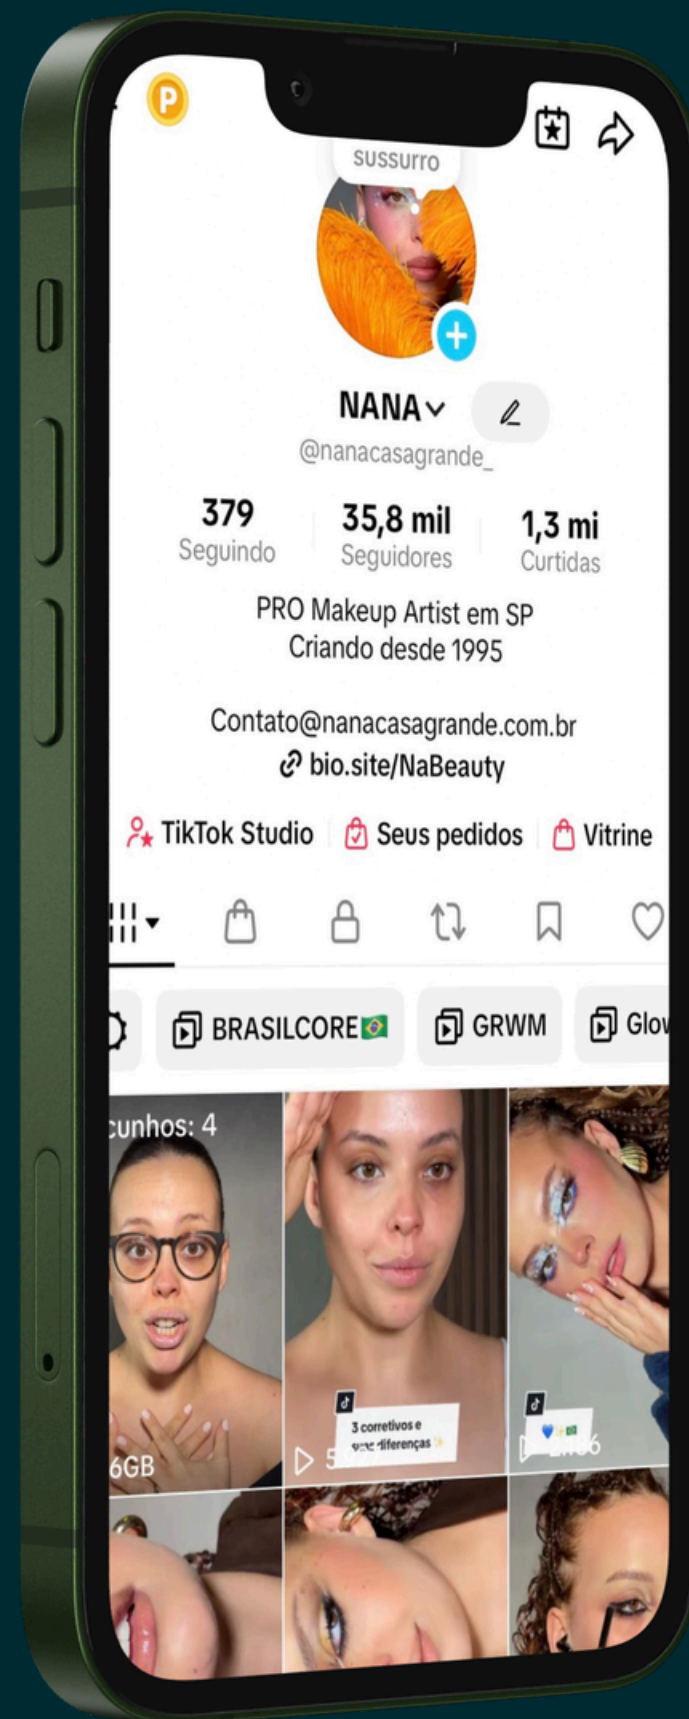 P
sussurro
NANA
@nanacasagrande_
379
Seguindo
35,8 mil
Seguidores
1,3 mi
Curtidas
PRO Makeup Artist em SP
Criando desde 1995
Contato@nanacasagrande.com.br
bio.site/NaBeauty
TikTok Studio
Seus pedidos
Vitrine
BRASILCORE🇧🇷
GRWM
Glow
cunhos: 4
6GB
3 corretivos e
diferenças